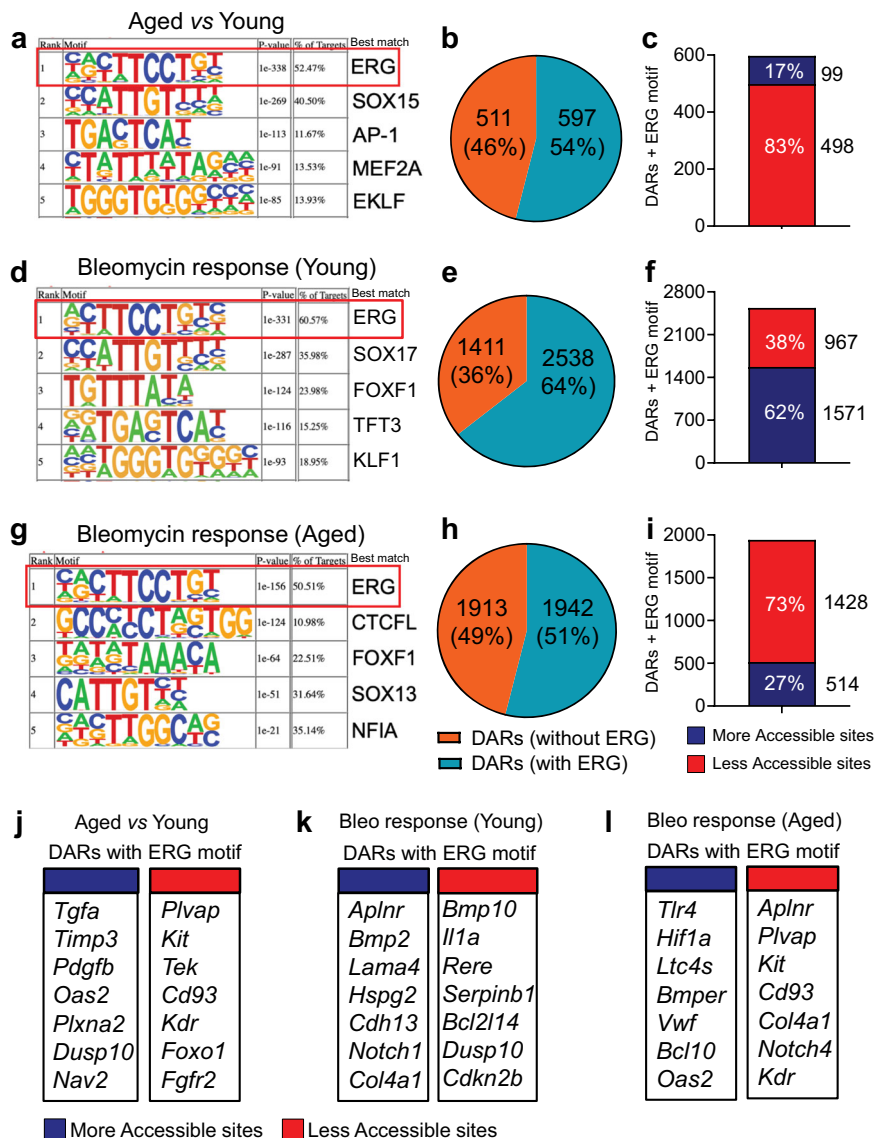 Aged vs Young
a
Rank Motif P-value % of Targets Best match
1 1e-338 52.47% ERG
2 1e-269 40.50% SOX15
3 1e-113 11.67% AP-1
4 1e-91 13.53% MEF2A
5 1e-85 13.93% EKLF
b
511 (46%)
597 54%)
c
DARs + ERG motif
600
400
200
0
17% 99
83% 498
d
Bleomycin response (Young)
Rank Motif P-value % of Targets Best match
1 1e-331 60.57% ERG
2 1e-287 35.98% SOX17
3 1e-124 23.98% FOXF1
4 1e-116 15.25% TFT3
5 1e-93 18.95% KLF1
e
1411 (36%)
2538 64%)
f
DARs + ERG motif
2800
2100
1400
700
0
38% 967
62% 1571
g
Bleomycin response (Aged)
Rank Motif P-value % of Targets Best match
1 1e-156 50.51% ERG
2 1e-124 10.98% CTCFL
3 1e-64 22.51% FOXF1
4 1e-51 31.64% SOX13
5 1e-21 35.14% NFIA
h
1913 (49%)
1942 (51%)
i
DARs + ERG motif
2000
1500
1000
500
0
73% 1428
27% 514
DARs (without ERG)
DARs (with ERG)
More Accessible sites
Less Accessible sites
j
Aged vs Young
DARs with ERG motif
Tgfa Plvap
Timp3 Kit
Pdgfb Tek
Oas2 Cd93
Plxna2 Kdr
Dusp10 Foxo1
Nav2 Fgfr2
k
Bleo response (Young)
DARs with ERG motif
Aplnr Bmp10
Bmp2 Il1a
Lama4 Rere
Hspg2 Serpinb1
Cdh13 Bcl2l14
Notch1 Dusp10
Col4a1 Cdkn2b
l
Bleo response (Aged)
DARs with ERG motif
Tlr4 Aplnr
Hif1a Plvap
Ltc4s Kit
Bmper Cd93
Vwf Col4a1
Bcl10 Notch4
Oas2 Kdr
More Accessible sites
Less Accessible sites